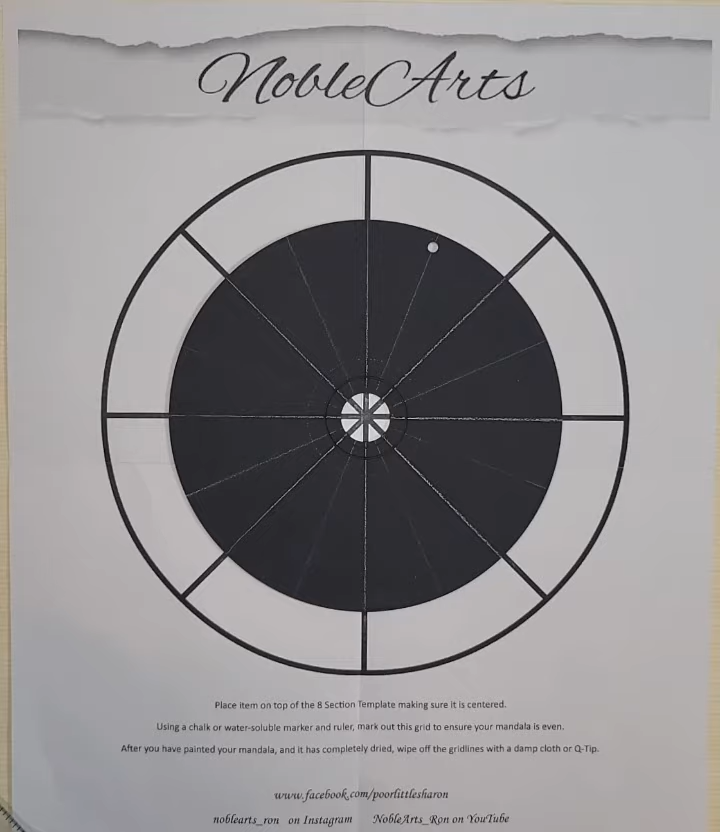 NobleArts
Place item on top of the 8 Section Template making sure it is centered.
Using a chalk or water-soluble marker and ruler, mark out this grid to ensure your mandala is even.
After you have painted your mandala, and it has completely dried, wipe off the gridlines with a damp cloth or Q-Tip.
www.facebook.com/poorlittlesharon
noblearts_ron on Instagram NobleArts_Ron on YouTube